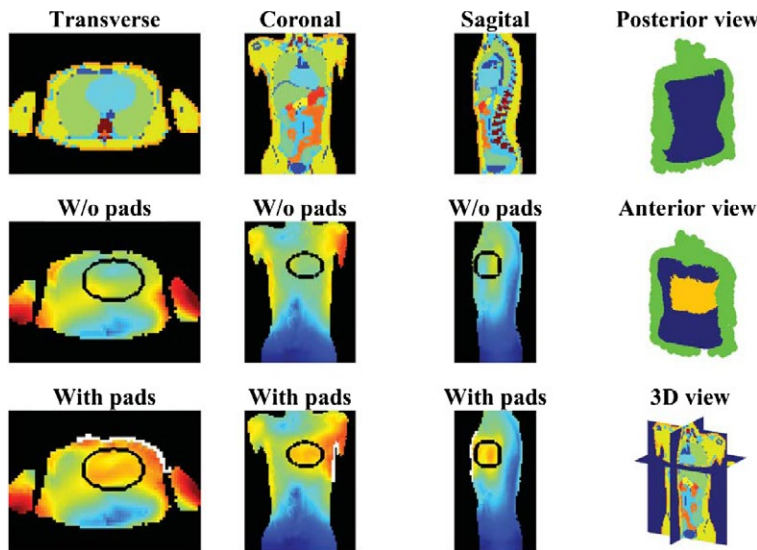 Transverse
Coronal
Sagital
Posterior view
W/o pads
W/o pads
W/o pads
Anterior view
With pads
With pads
With pads
3D view